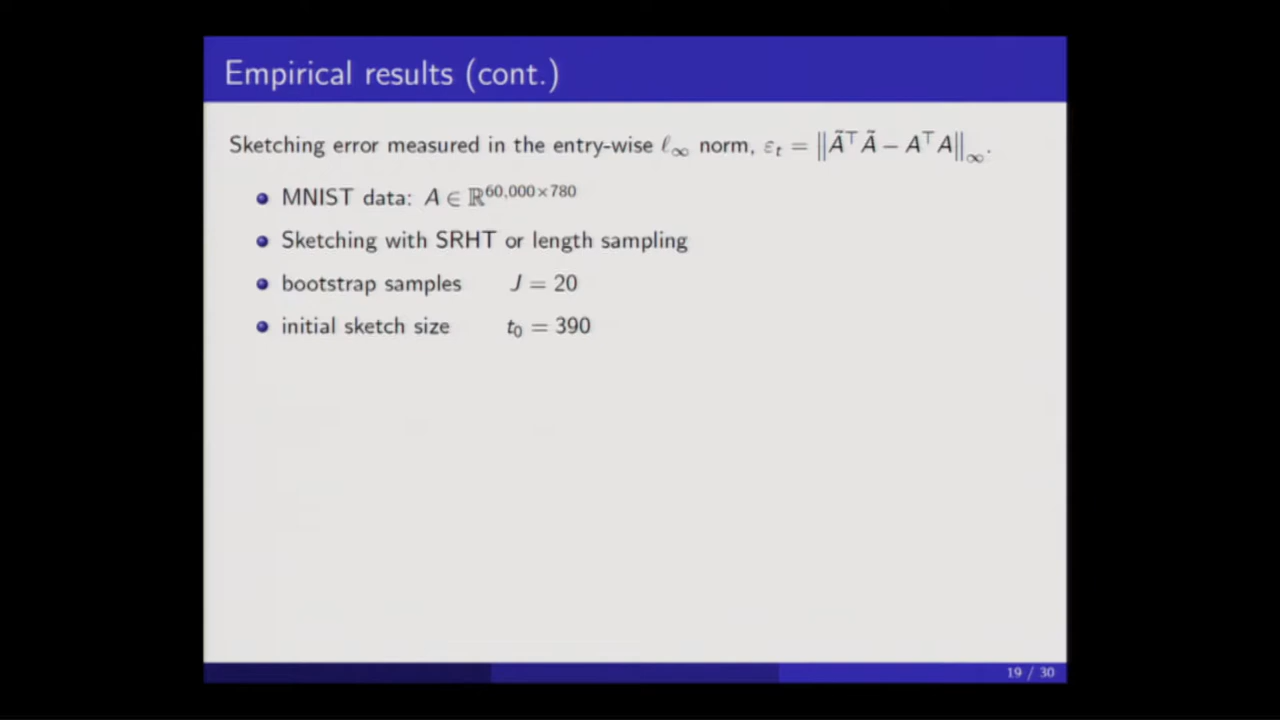 Empirical results (cont.)
Sketching error measured in the entry-wise ℓ∞ norm, εₜ = ‖Ã⊤Ã − A⊤A‖∞.
MNIST data: A ∈ ℝ^{60,000×780}
Sketching with SRHT or length sampling
bootstrap samples J = 20
initial sketch size t₀ = 390
19 / 30